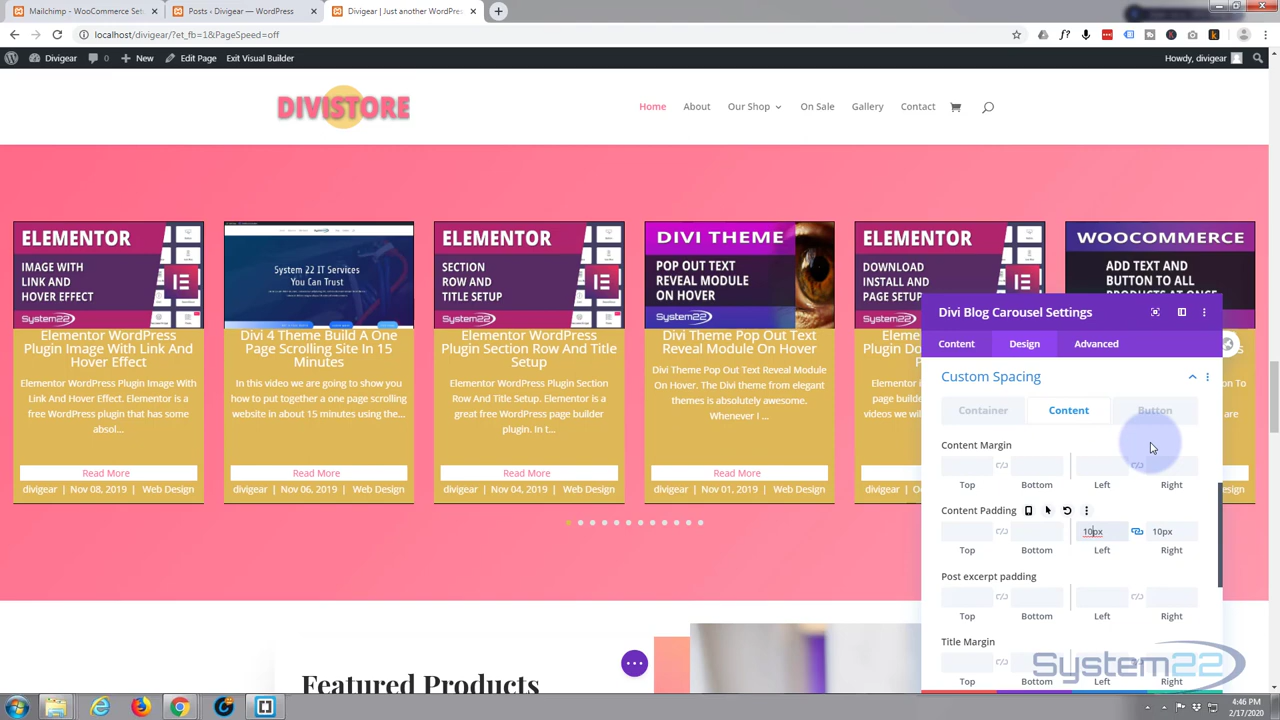 Mailchimp - WooCommerce Set
Posts ‹ Divigear — WordPress
Divigear | Just another WordPres
localhost/divigear/?et_fb=1&PageSpeed=off
Divigear
0
New
Edit Page
Exit Visual Builder
Howdy, divigear
DIVISTORE
Home
About
Our Shop
On Sale
Gallery
Contact
ELEMENTOR
IMAGE WITH
LINK AND
HOVER EFFECT
System22
System 22 IT Services
You Can Trust
ELEMENTOR
SECTION
ROW AND
TITLE SETUP
System22
DIVI THEME
POP OUT TEXT
REVEAL MODULE
ON HOVER
System22
ELEMENTOR
DOWNLOAD
INSTALL AND
PAGE SETUP
System22
WOOCOMMERCE
ADD TEXT AND
BUTTON TO ALL
Elementor WordPress
Plugin Image With Link And
Hover Effect
Elementor WordPress Plugin Image With
Link And Hover Effect. Elementor is a
free WordPress plugin that has some
absol...
Read More
divigear | Nov 08, 2019 | Web Design
Divi 4 Theme Build A One
Page Scrolling Site In 15
Minutes
In this video we are going to show you
how to put together a one page scrolling
website in about 15 minutes using the...
Read More
divigear | Nov 06, 2019 | Web Design
Elementor WordPress
Plugin Section Row And Title
Setup
Elementor WordPress Plugin Section
Row And Title Setup. Elementor is a
great free WordPress page builder
plugin. In t...
Read More
divigear | Nov 04, 2019 | Web Design
Divi Theme Pop Out Text
Reveal Module On Hover
Divi Theme Pop Out Text Reveal Module
On Hover. The Divi theme from elegant
themes is absolutely awesome.
Whenever I ...
Read More
divigear | Nov 01, 2019 | Web Design
Divi Blog Carousel Settings
Content
Design
Advanced
Custom Spacing
Container
Content
Button
Content Margin
Top
Bottom
Left
Right
Content Padding
10px
10px
Top
Bottom
Left
Right
Post excerpt padding
Top
Bottom
Left
Right
Title Margin
Top
Bottom
Left
Right
Featured Products
System22
4:46 PM
2/17/2020